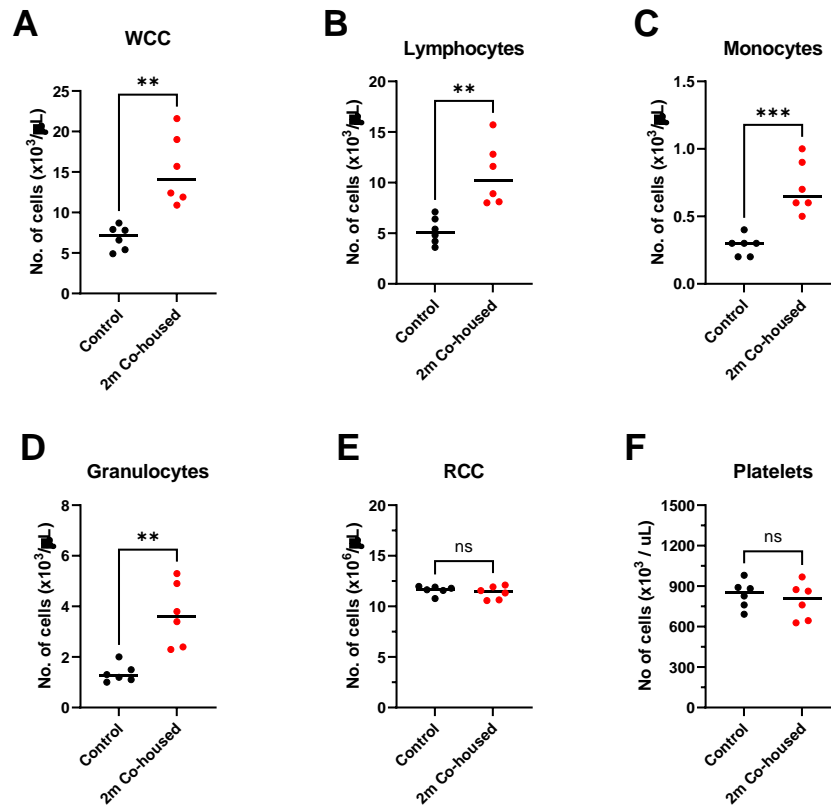 A
WCC
No. of cells (x10³/uL)
25
20
15
10
5
0
**
Control
2m Co-housed
B
Lymphocytes
No. of cells (x10³/uL)
20
15
10
5
0
**
Control
2m Co-housed
C
Monocytes
No. of cells (x10³/uL)
1.5
1.0
0.5
0.0
***
Control
2m Co-housed
D
Granulocytes
No. of cells (x10³/uL)
8
6
4
2
0
**
Control
2m Co-housed
E
RCC
No. of cells (x10⁶/uL)
20
15
10
5
0
ns
Control
2m Co-housed
F
Platelets
No of cells (x10³ / uL)
1500
1200
900
600
300
0
ns
Control
2m Co-housed